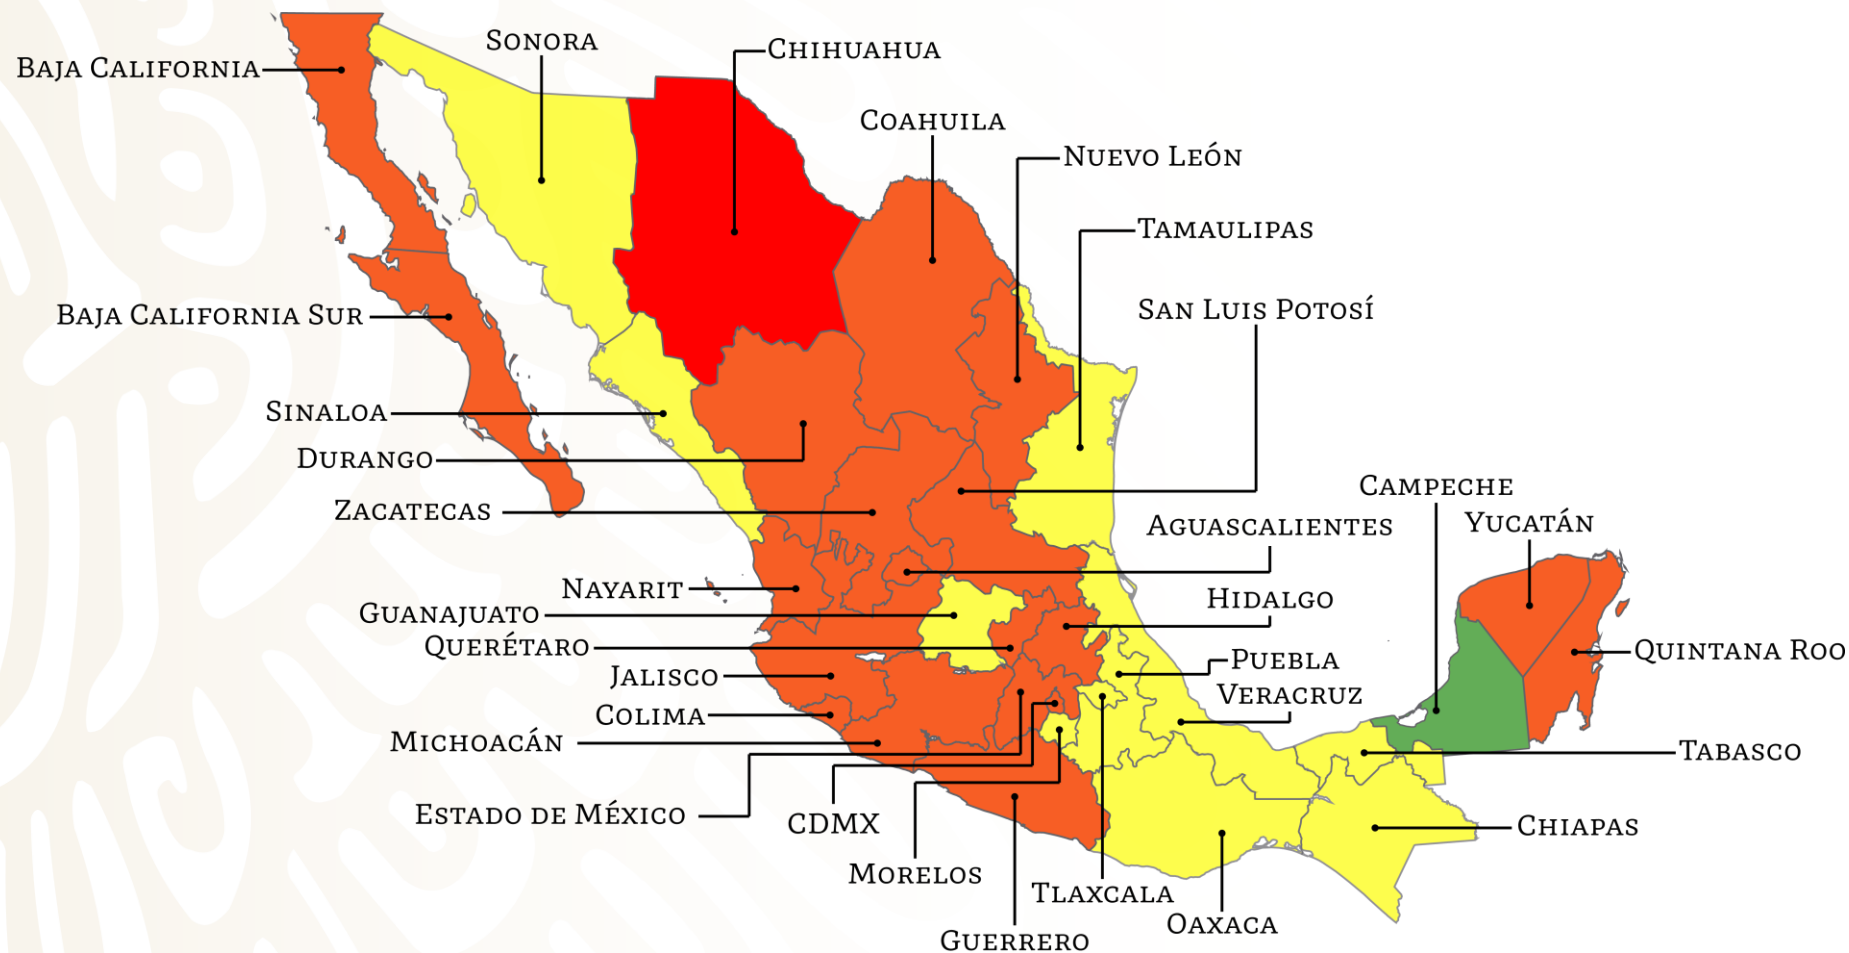 Sonora
Chihuahua
Baja California
Coahuila
Nuevo León
Tamaulipas
San Luis Potosí
Baja California Sur
Sinaloa
Durango
Campeche
Zacatecas
Yucatán
Aguascalientes
Nayarit
Hidalgo
Guanajuato
Querétaro
Quintana Roo
Puebla
Jalisco
Veracruz
Colima
Michoacán
Tabasco
Estado de México
CDMX
Chiapas
Morelos
Tlaxcala
Oaxaca
Guerrero